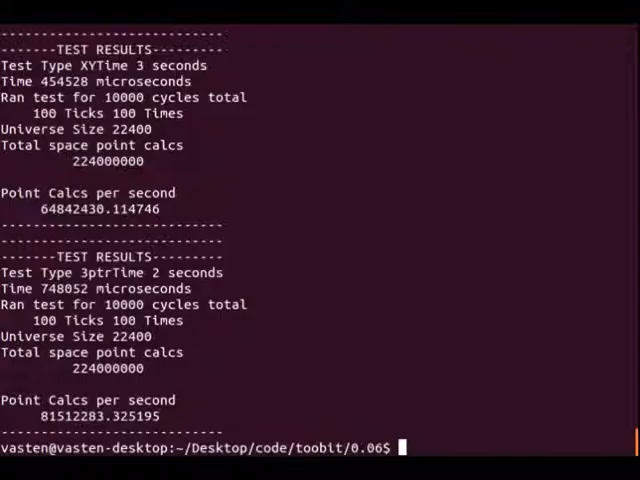 ----------------------------
-------TEST RESULTS---------
Test Type XYTime 3 seconds
Time 454528 microseconds
Ran test for 10000 cycles total
100 Ticks 100 Times
Universe Size 22400
Total space point calcs
224000000
Point Calcs per second
64842430.114746
----------------------------
----------------------------
-------TEST RESULTS---------
Test Type 3ptrTime 2 seconds
Time 748052 microseconds
Ran test for 10000 cycles total
100 Ticks 100 Times
Universe Size 22400
Total space point calcs
224000000
Point Calcs per second
81512283.325195
----------------------------
vasten@vasten-desktop:~/Desktop/code/toobit/0.06$